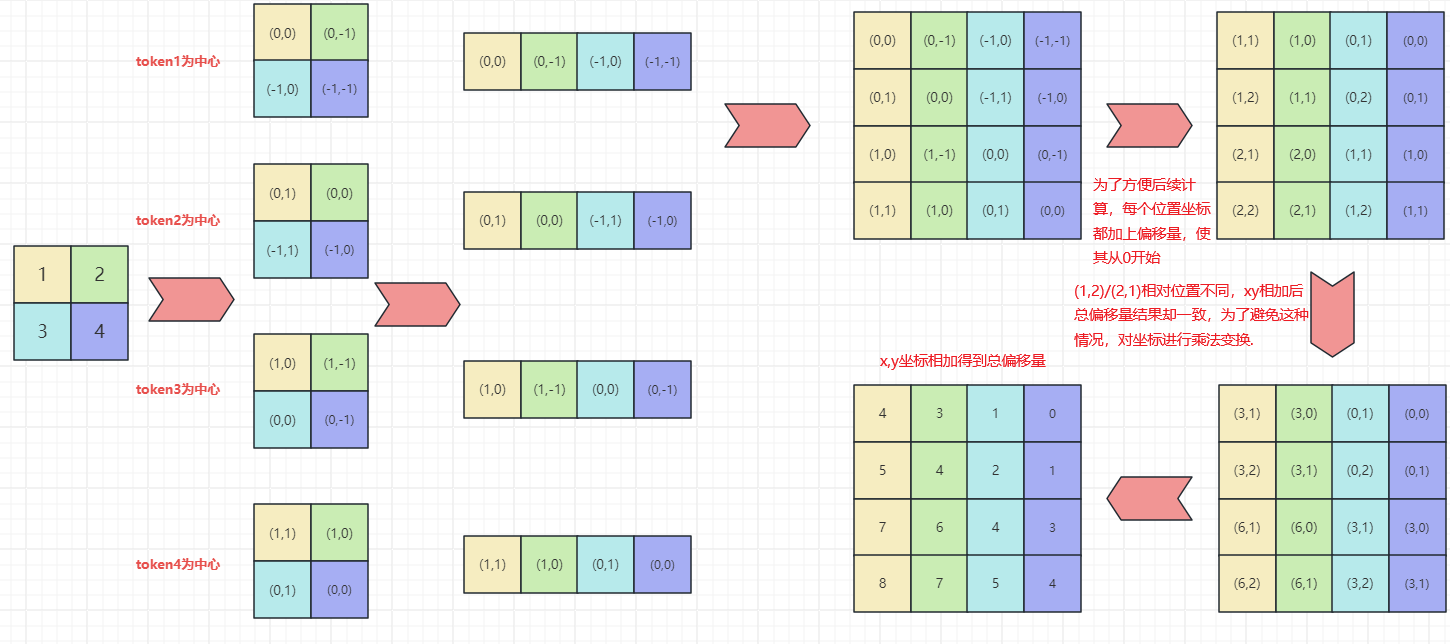 1 2
3 4
token1为中心
(0,0) (0,-1)
(-1,0) (-1,-1)
token2为中心
(0,1) (0,0)
(-1,1) (-1,0)
token3为中心
(1,0) (1,-1)
(0,0) (0,-1)
token4为中心
(1,1) (1,0)
(0,1) (0,0)
(0,0) (0,-1) (-1,0) (-1,-1)
(0,1) (0,0) (-1,1) (-1,0)
(1,0) (1,-1) (0,0) (0,-1)
(1,1) (1,0) (0,1) (0,0)
(0,0) (0,-1) (-1,0) (-1,-1)
(0,1) (0,0) (-1,1) (-1,0)
(1,0) (1,-1) (0,0) (0,-1)
(1,1) (1,0) (0,1) (0,0)
为了方便后续计
算，每个位置坐标
都加上偏移量，使
其从0开始
(1,1) (1,0) (0,1) (0,0)
(1,2) (1,1) (0,2) (0,1)
(2,1) (2,0) (1,1) (1,0)
(2,2) (2,1) (1,2) (1,1)
(1,2)/(2,1)相对位置不同，xy相加后
总偏移量结果却一致，为了避免这种
情况，对坐标进行乘法变换.
(3,1) (3,0) (0,1) (0,0)
(3,2) (3,1) (0,2) (0,1)
(6,1) (6,0) (3,1) (3,0)
(6,2) (6,1) (3,2) (3,1)
x,y坐标相加得到总偏移量
4 3 1 0
5 4 2 1
7 6 4 3
8 7 5 4